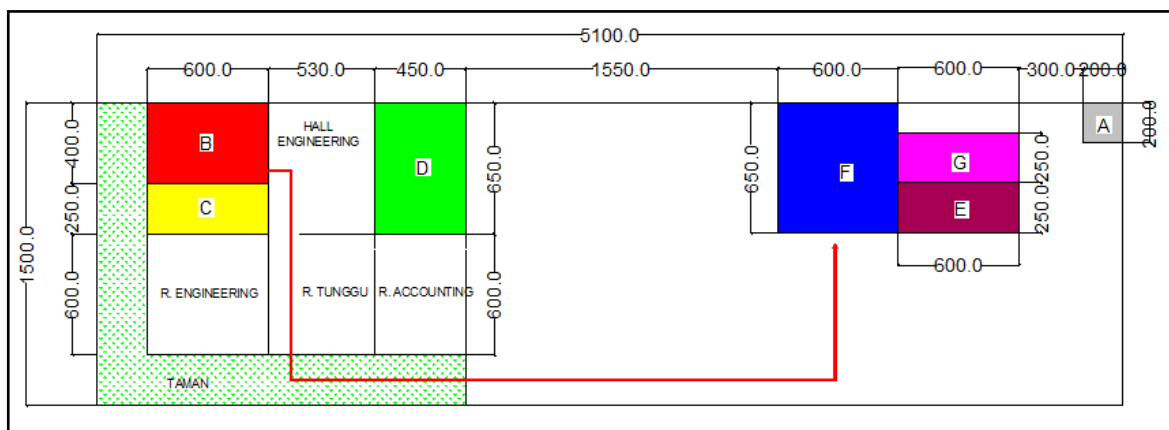 5100.0
600.0
530.0
450.0
1550.0
600.0
600.0
300.0
200.0
400.0
B
HALL
ENGINEERING
D
650.0
650.0
F
G
250.0
A
200.0
250.0
C
E
250.0
1500.0
600.0
R. ENGINEERING
R. TUNGGU
R. ACCOUNTING
600.0
600.0
TAMAN